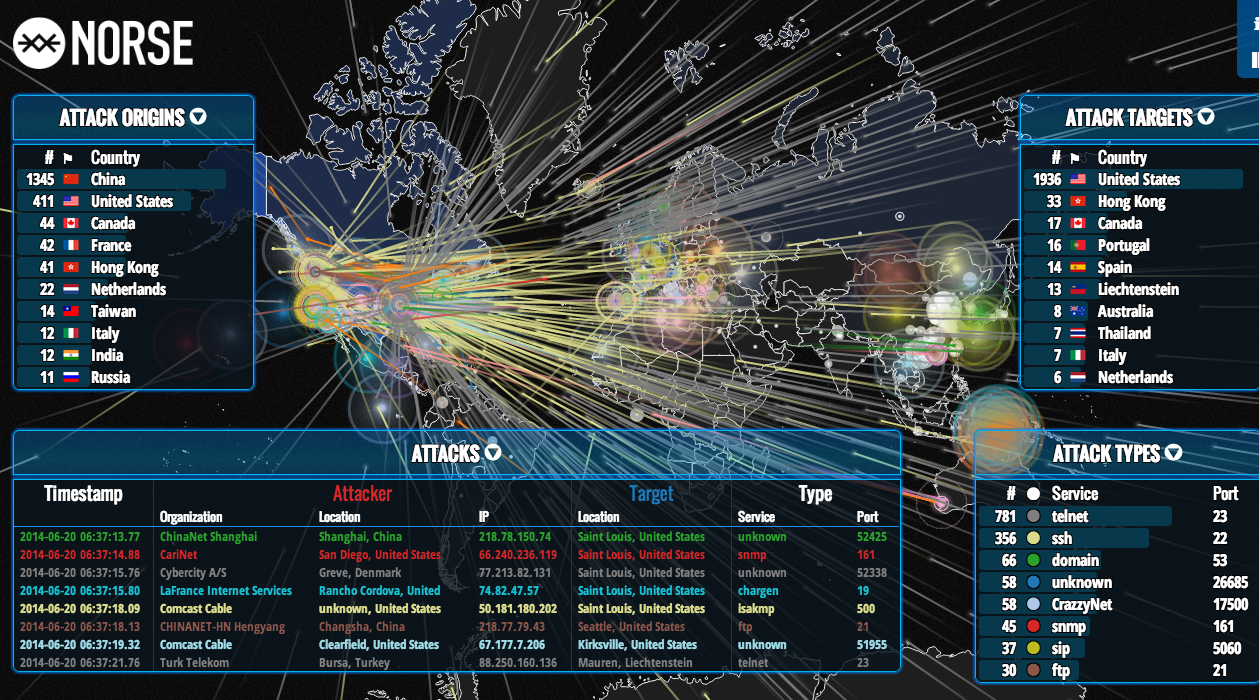 NORSE
ATTACK ORIGINS
# Country
1345 China
411 United States
44 Canada
42 France
41 Hong Kong
22 Netherlands
14 Taiwan
12 Italy
12 India
11 Russia
ATTACK TARGETS
# Country
1936 United States
33 Hong Kong
17 Canada
16 Portugal
14 Spain
13 Liechtenstein
8 Australia
7 Thailand
7 Italy
6 Netherlands
ATTACKS
Timestamp Attacker Target Type
Organization Location IP Location Service Port
2014-06-20 06:37:13.77 ChinaNet Shanghai Shanghai, China 218.78.150.74 Saint Louis, United States unknown 52425
2014-06-20 06:37:14.88 CariNet San Diego, United States 66.240.236.119 Saint Louis, United States snmp 161
2014-06-20 06:37:15.76 Cybercity A/S Greve, Denmark 77.213.82.131 Saint Louis, United States unknown 52338
2014-06-20 06:37:15.80 LaFrance Internet Services Rancho Cordova, United 74.82.47.57 Saint Louis, United States chargen 19
2014-06-20 06:37:18.09 Comcast Cable unknown, United States 50.181.180.202 Saint Louis, United States isakmp 500
2014-06-20 06:37:18.13 CHINANET-HN Hengyang Changsha, China 218.77.79.43 Seattle, United States ftp 21
2014-06-20 06:37:19.32 Comcast Cable Clearfield, United States 67.177.7.206 Kirksville, United States unknown 51955
2014-06-20 06:37:21.76 Turk Telekom Bursa, Turkey 88.250.160.136 Mauren, Liechtenstein telnet 23
ATTACK TYPES
# Service Port
781 telnet 23
356 ssh 22
66 domain 53
58 unknown 26685
58 CrazzyNet 17500
45 snmp 161
37 sip 5060
30 ftp 21